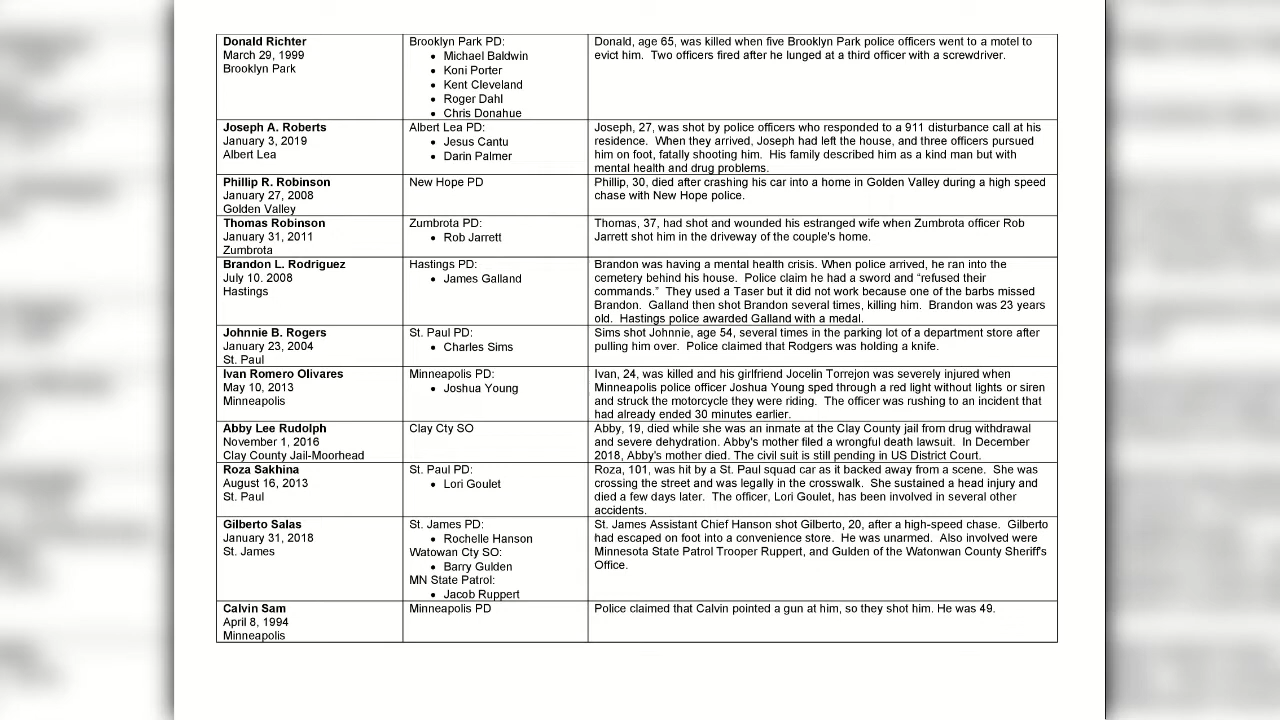 Donald Richter
March 29, 1999
Brooklyn Park
Brooklyn Park PD:
• Michael Baldwin
• Koni Porter
• Kent Cleveland
• Roger Dahl
• Chris Donahue
Donald, age 65, was killed when five Brooklyn Park police officers went to a motel to
evict him. Two officers fired after he lunged at a third officer with a screwdriver.
Joseph A. Roberts
January 3, 2019
Albert Lea
Albert Lea PD:
• Jesus Cantu
• Darin Palmer
Joseph, 27, was shot by police officers who responded to a 911 disturbance call at his
residence. When they arrived, Joseph had left the house, and three officers pursued
him on foot, fatally shooting him. His family described him as a kind man but with
mental health and drug problems.
Phillip R. Robinson
January 27, 2008
Golden Valley
New Hope PD
Phillip, 30, died after crashing his car into a home in Golden Valley during a high speed
chase with New Hope police.
Thomas Robinson
January 31, 2011
Zumbrota
Zumbrota PD:
• Rob Jarrett
Thomas, 37, had shot and wounded his estranged wife when Zumbrota officer Rob
Jarrett shot him in the driveway of the couple's home.
Brandon L. Rodriguez
July 10. 2008
Hastings
Hastings PD:
• James Galland
Brandon was having a mental health crisis. When police arrived, he ran into the
cemetery behind his house. Police claim he had a sword and “refused their
commands.” They used a Taser but it did not work because one of the barbs missed
Brandon. Galland then shot Brandon several times, killing him. Brandon was 23 years
old. Hastings police awarded Galland with a medal.
Johnnie B. Rogers
January 23, 2004
St. Paul
St. Paul PD:
• Charles Sims
Sims shot Johnnie, age 54, several times in the parking lot of a department store after
pulling him over. Police claimed that Rodgers was holding a knife.
Ivan Romero Olivares
May 10, 2013
Minneapolis
Minneapolis PD:
• Joshua Young
Ivan, 24, was killed and his girlfriend Jocelin Torrejon was severely injured when
Minneapolis police officer Joshua Young sped through a red light without lights or siren
and struck the motorcycle they were riding. The officer was rushing to an incident that
had already ended 30 minutes earlier.
Abby Lee Rudolph
November 1, 2016
Clay County Jail-Moorhead
Clay Cty SO
Abby, 19, died while she was an inmate at the Clay County jail from drug withdrawal
and severe dehydration. Abby's mother filed a wrongful death lawsuit. In December
2018, Abby's mother died. The civil suit is still pending in US District Court.
Roza Sakhina
August 16, 2013
St. Paul
St. Paul PD:
• Lori Goulet
Roza, 101, was hit by a St. Paul squad car as it backed away from a scene. She was
crossing the street and was legally in the crosswalk. She sustained a head injury and
died a few days later. The officer, Lori Goulet, has been involved in several other
accidents.
Gilberto Salas
January 31, 2018
St. James
St. James PD:
• Rochelle Hanson
Watowan Cty SO:
• Barry Gulden
MN State Patrol:
• Jacob Ruppert
St. James Assistant Chief Hanson shot Gilberto, 20, after a high-speed chase. Gilberto
had escaped on foot into a convenience store. He was unarmed. Also involved were
Minnesota State Patrol Trooper Ruppert, and Gulden of the Watonwan County Sheriff's
Office.
Calvin Sam
April 8, 1994
Minneapolis
Minneapolis PD
Police claimed that Calvin pointed a gun at him, so they shot him. He was 49.